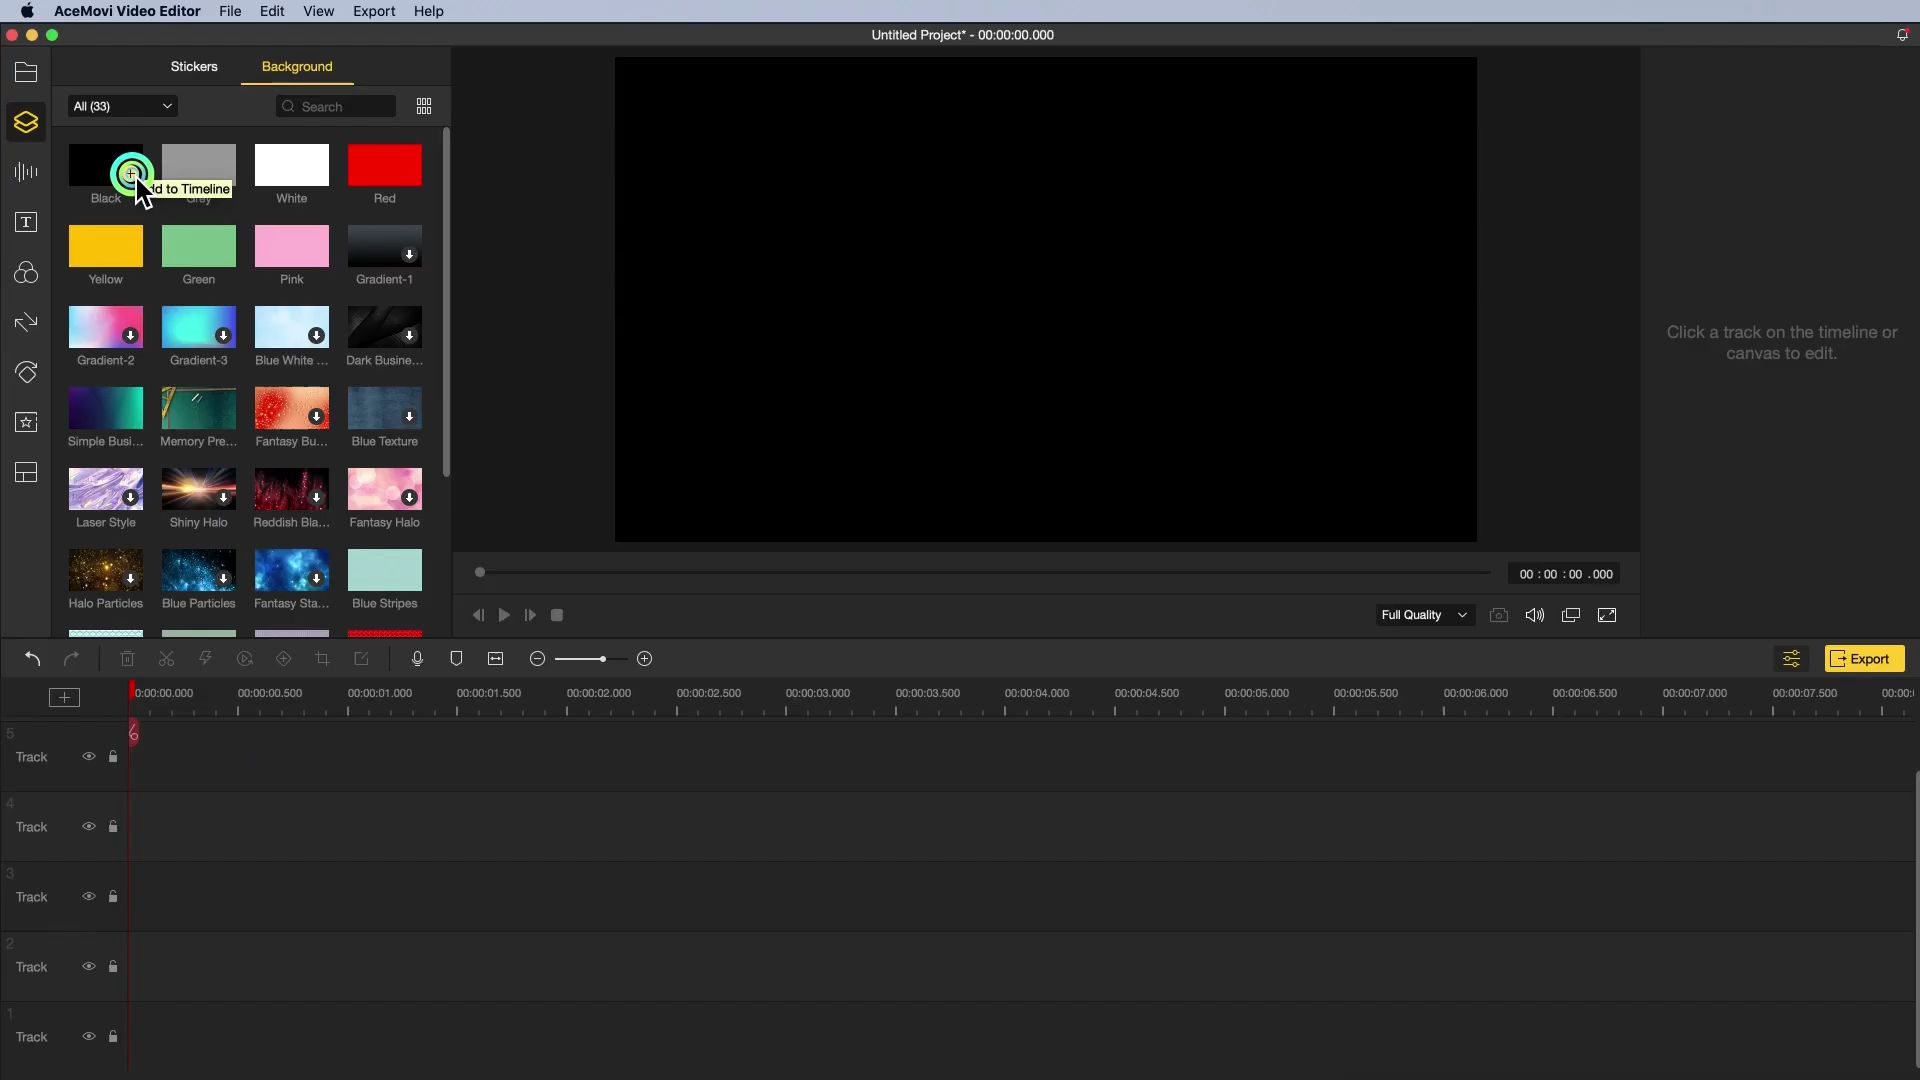 AceMovi Video Editor File Edit View Export Help
Untitled Project* - 00:00:00.000
Stickers Background
All (33) Search
dd to Timeline
Black Grey White Red
Yellow Green Pink Gradient-1
Gradient-2 Gradient-3 Blue White ... Dark Busine...
Simple Busi... Memory Pre... Fantasy Bu... Blue Texture
Laser Style Shiny Halo Reddish Bla... Fantasy Halo
Halo Particles Blue Particles Fantasy Sta... Blue Stripes
Click a track on the timeline or
canvas to edit.
00 : 00 : 00 .000
Full Quality
Export
0:00:00.000 00:00:00.500 00:00:01.000 00:00:01.500 00:00:02.000 00:00:02.500 00:00:03.000 00:00:03.500 00:00:04.000 00:00:04.500 00:00:05.000 00:00:05.500 00:00:06.000 00:00:06.500 00:00:07.000 00:00:07.500 00:00:
5
Track
4
Track
3
Track
2
Track
1
Track